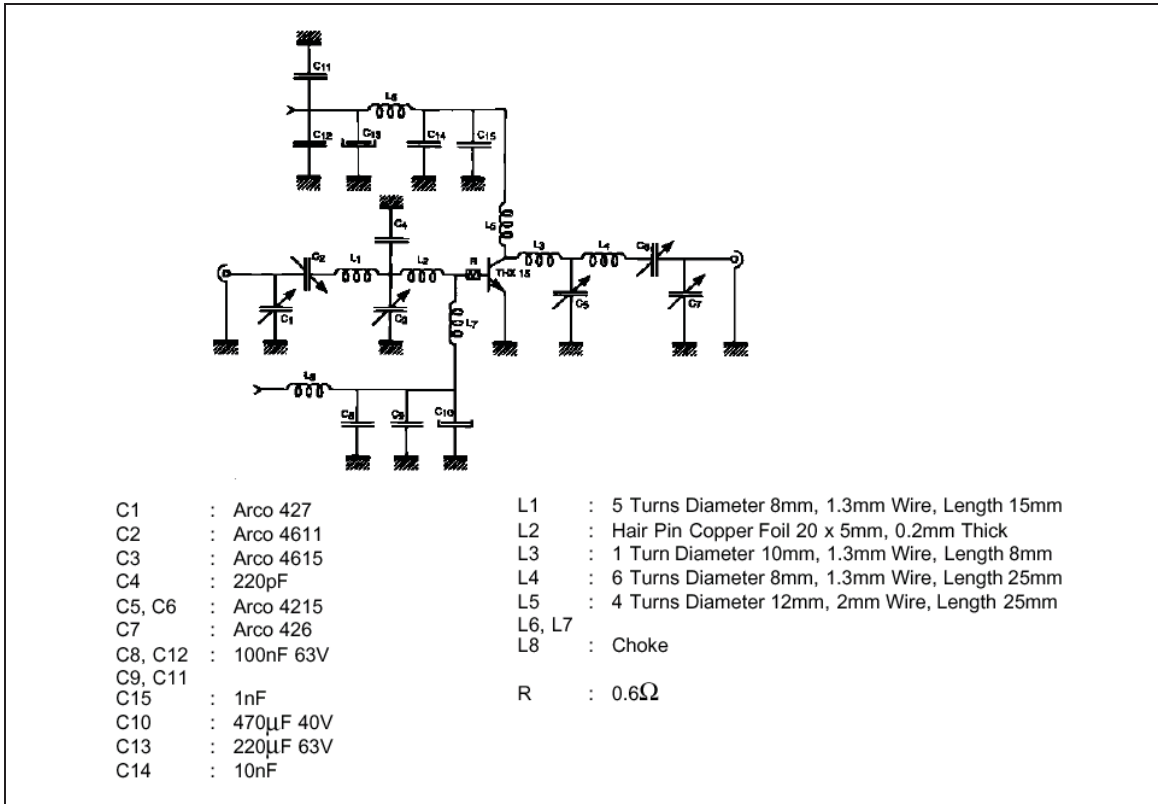 C11
L6
C12
C13
C14
C15
C4
L5
C2
L1
L2
R
THX 15
L3
L4
C6
C1
C3
L7
C5
C7
L8
C8
C9
C10
C1 : Arco 427
C2 : Arco 4611
C3 : Arco 4615
C4 : 220pF
C5, C6 : Arco 4215
C7 : Arco 426
C8, C12 : 100nF 63V
C9, C11
C15 : 1nF
C10 : 470μF 40V
C13 : 220μF 63V
C14 : 10nF
L1 : 5 Turns Diameter 8mm, 1.3mm Wire, Length 15mm
L2 : Hair Pin Copper Foil 20 x 5mm, 0.2mm Thick
L3 : 1 Turn Diameter 10mm, 1.3mm Wire, Length 8mm
L4 : 6 Turns Diameter 8mm, 1.3mm Wire, Length 25mm
L5 : 4 Turns Diameter 12mm, 2mm Wire, Length 25mm
L6, L7
L8 : Choke
R : 0.6Ω